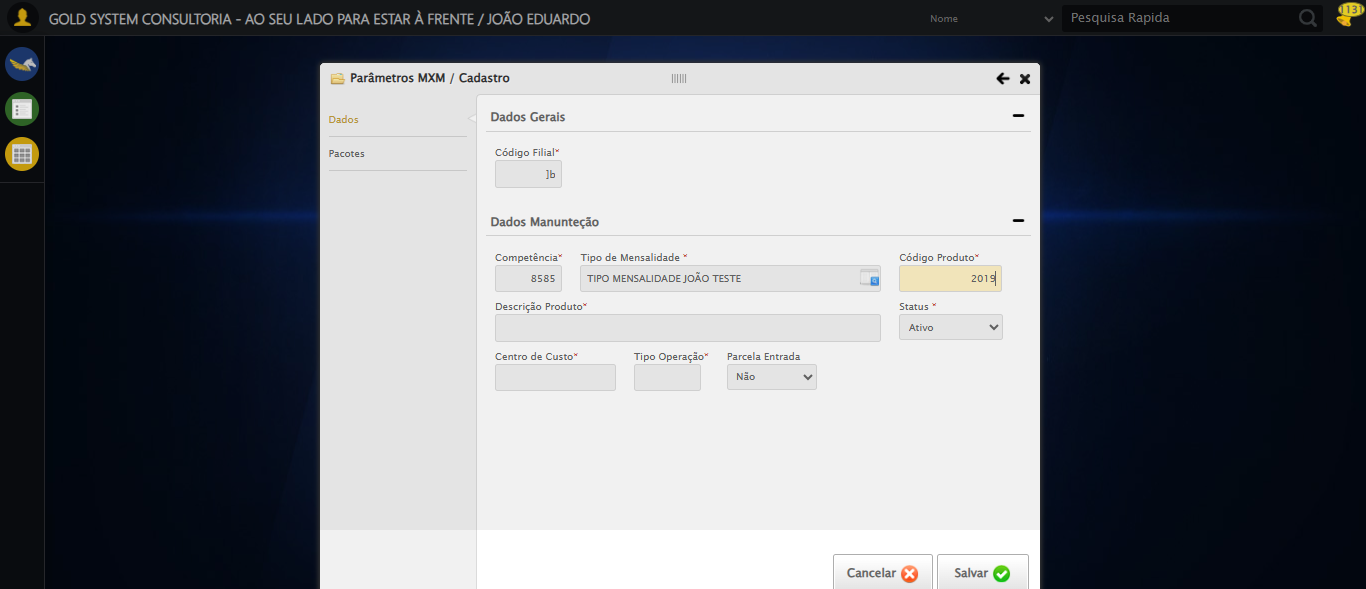 GOLD SYSTEM CONSULTORIA - AO SEU LADO PARA ESTAR À FRENTE / JOÃO EDUARDO
Nome
Pesquisa Rapida
113
Parâmetros MXM / Cadastro
Dados
Pacotes
Dados Gerais
Código Filial*
]b
Dados Manunteção
Competência* Tipo de Mensalidade * Código Produto*
8585 TIPO MENSALIDADE JOÃO TESTE 2019
Descrição Produto* Status *
Ativo
Centro de Custo* Tipo Operação* Parcela Entrada
Não
Cancelar Salvar